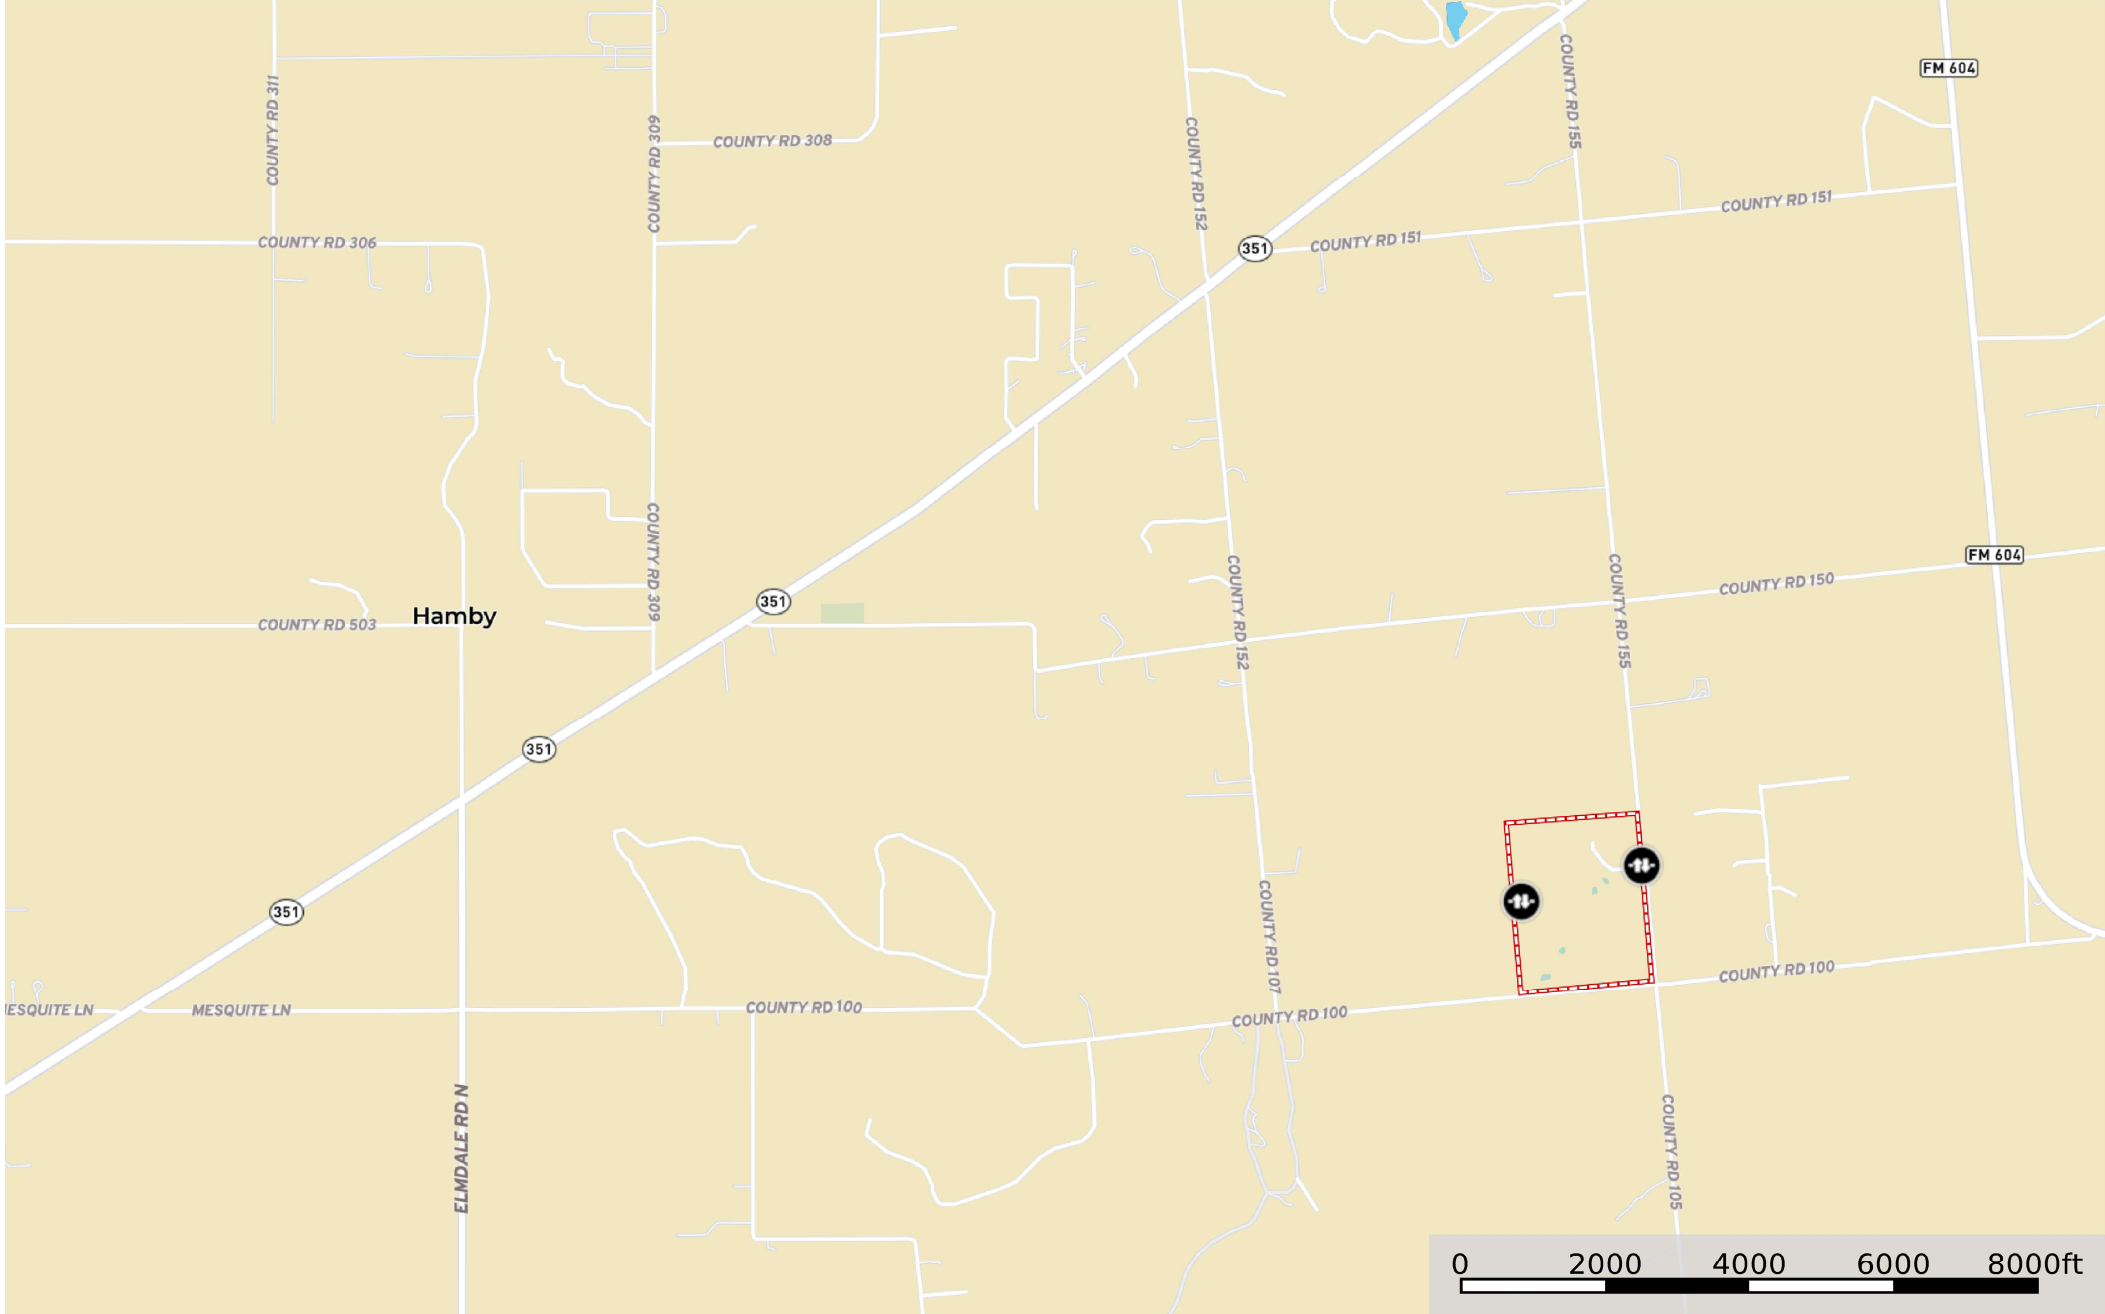 COUNTY RD 155
FM 604
COUNTY RD 311
COUNTY RD 309
COUNTY RD 308
COUNTY RD 152
COUNTY RD 151
COUNTY RD 306
351
COUNTY RD 151
COUNTY RD 309
COUNTY RD 155
FM 604
COUNTY RD 152
COUNTY RD 150
351
Hamby
COUNTY RD 503
351
351
COUNTY RD 107
COUNTY RD 100
MESQUITE LN
MESQUITE LN
COUNTY RD 100
COUNTY RD 100
ELMDALE RD N
COUNTY RD 105
0 2000 4000 6000 8000ft